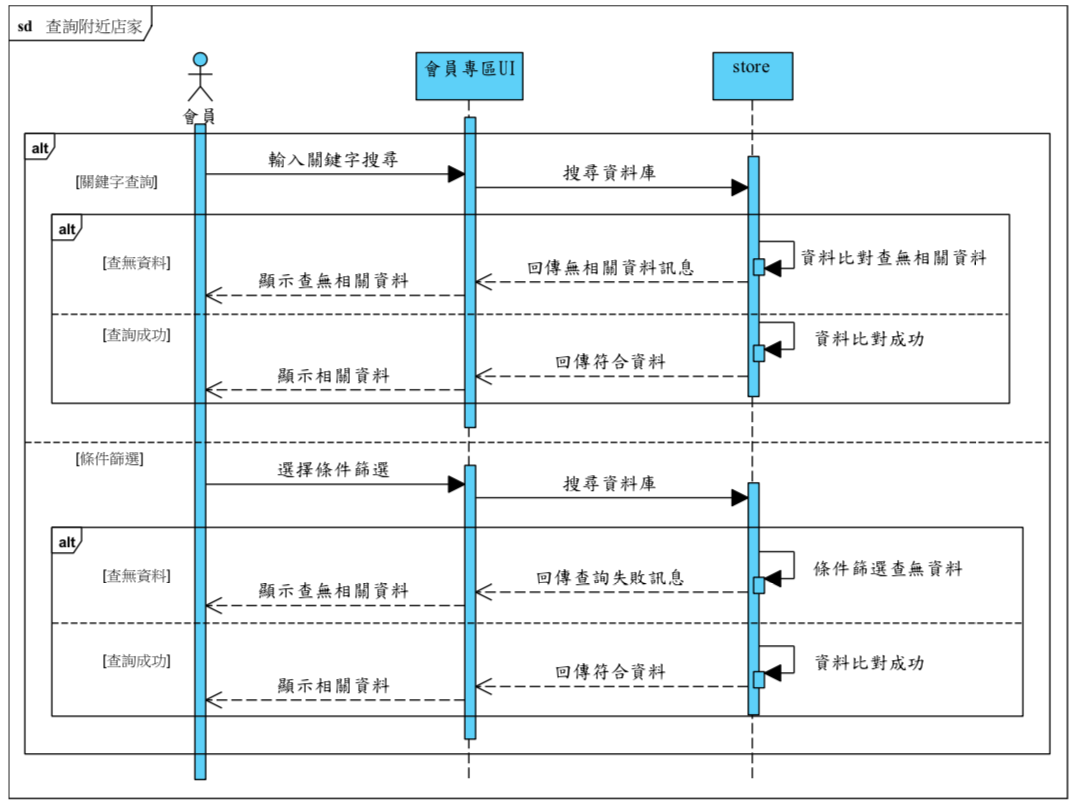 sd 查詢附近店家
會員專區UI
store
會員
alt
輸入關鍵字搜尋
搜尋資料庫
[關鍵字查詢]
alt
[查無資料]
資料比對查無相關資料
回傳無相關資料訊息
顯示查無相關資料
[查詢成功]
資料比對成功
回傳符合資料
顯示相關資料
[條件篩選]
選擇條件篩選
搜尋資料庫
alt
[查無資料]
條件篩選查無資料
回傳查詢失敗訊息
顯示查無相關資料
[查詢成功]
資料比對成功
回傳符合資料
顯示相關資料